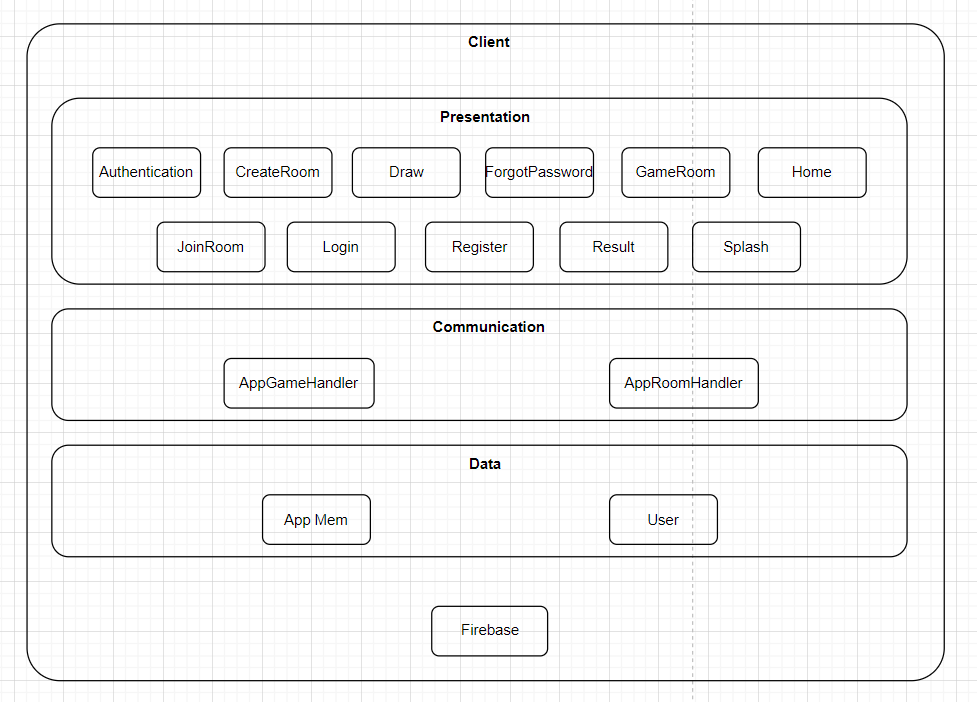 Client
Presentation
Authentication
CreateRoom
Draw
ForgotPassword
GameRoom
Home
JoinRoom
Login
Register
Result
Splash
Communication
AppGameHandler
AppRoomHandler
Data
App Mem
User
Firebase